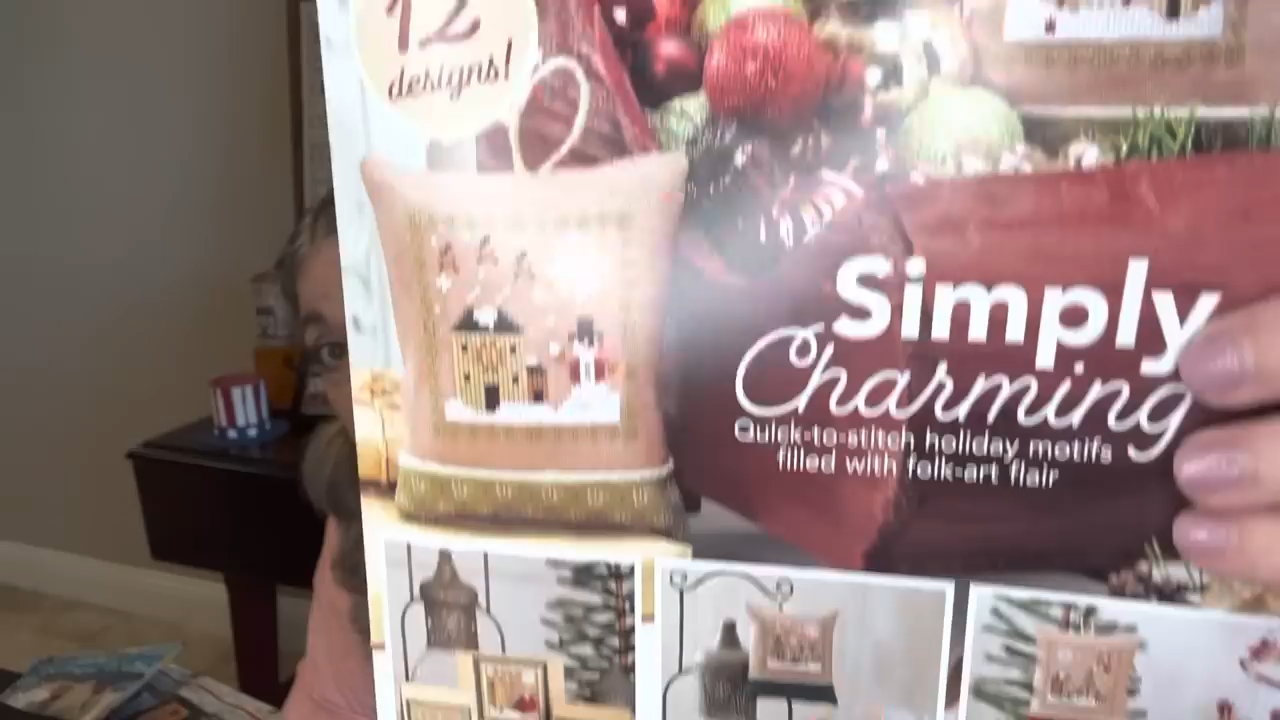 12
designs!
Simply
Charming
Quick-to-stitch holiday motifs
filled with folk-art flair